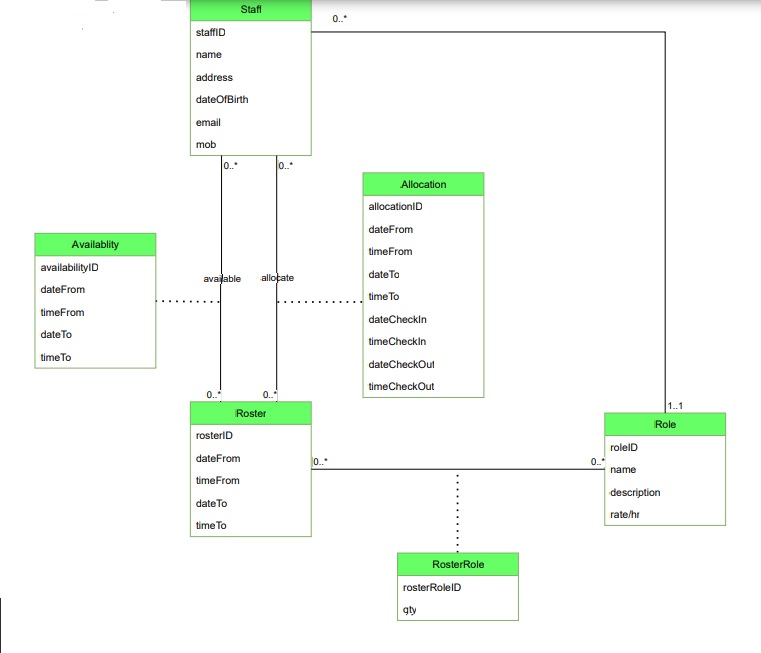 Staff
0..*
staffID
name
address
dateOfBirth
email
mob
0..*
0..*
Allocation
allocationID
dateFrom
timeFrom
dateTo
timeTo
dateCheckIn
timeCheckIn
dateCheckOut
timeCheckOut
Availablity
availabilityID
dateFrom
timeFrom
dateTo
timeTo
available
allocate
0..*
0..*
Roster
rosterID
dateFrom
timeFrom
dateTo
timeTo
0..*
0..*
1..1
Role
roleID
name
description
rate/hr
RosterRole
rosterRoleID
qty